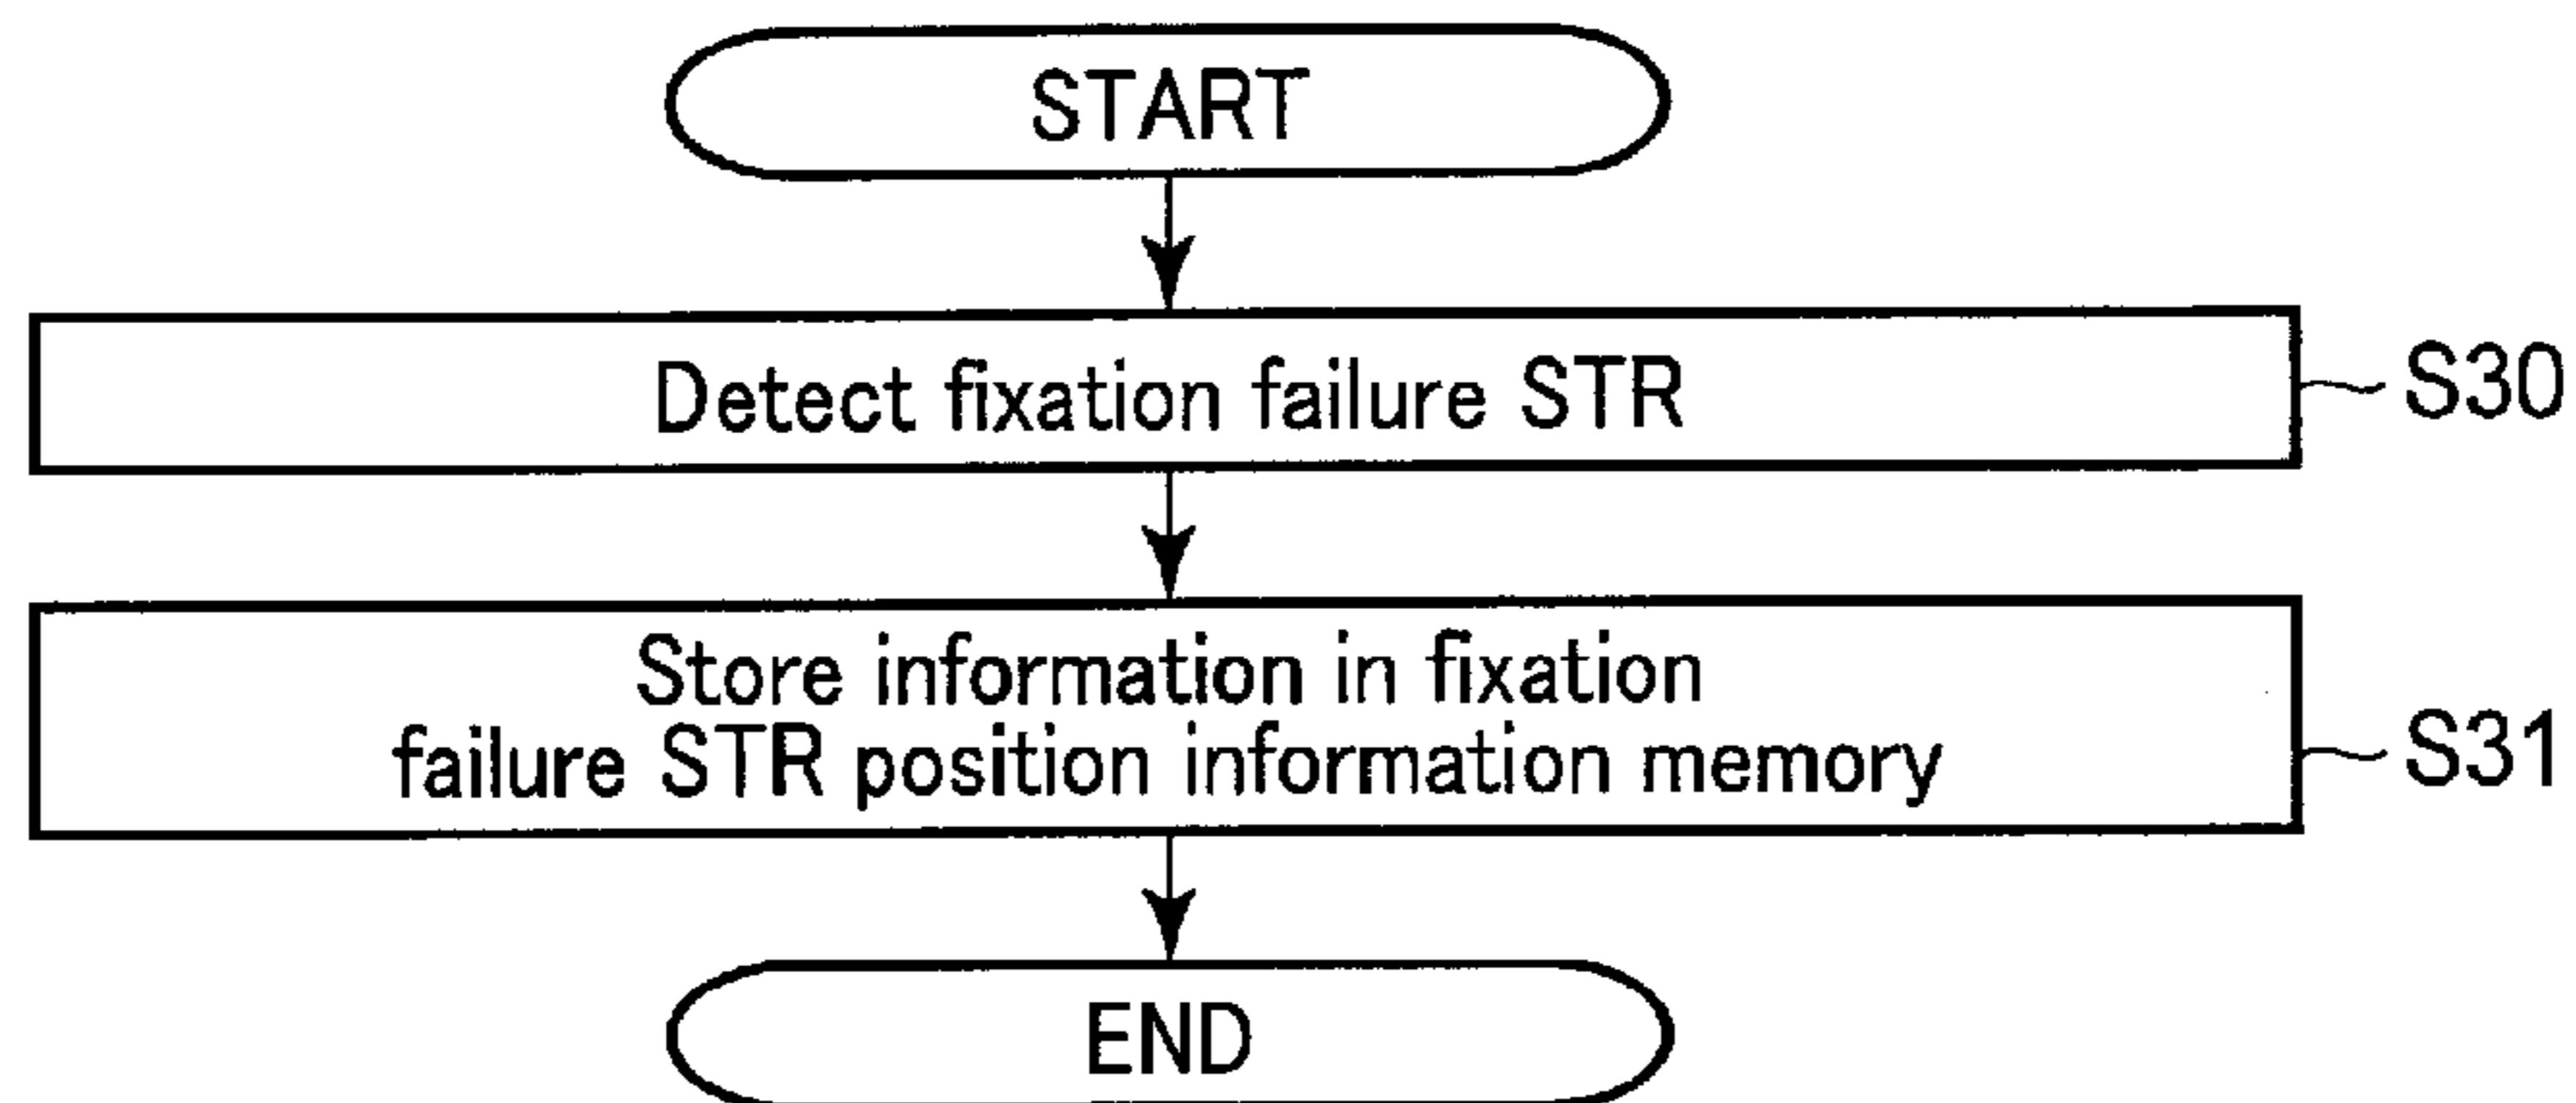 START
Detect fixation failure STR
S30
Store information in fixation
failure STR position information memory
S31
END